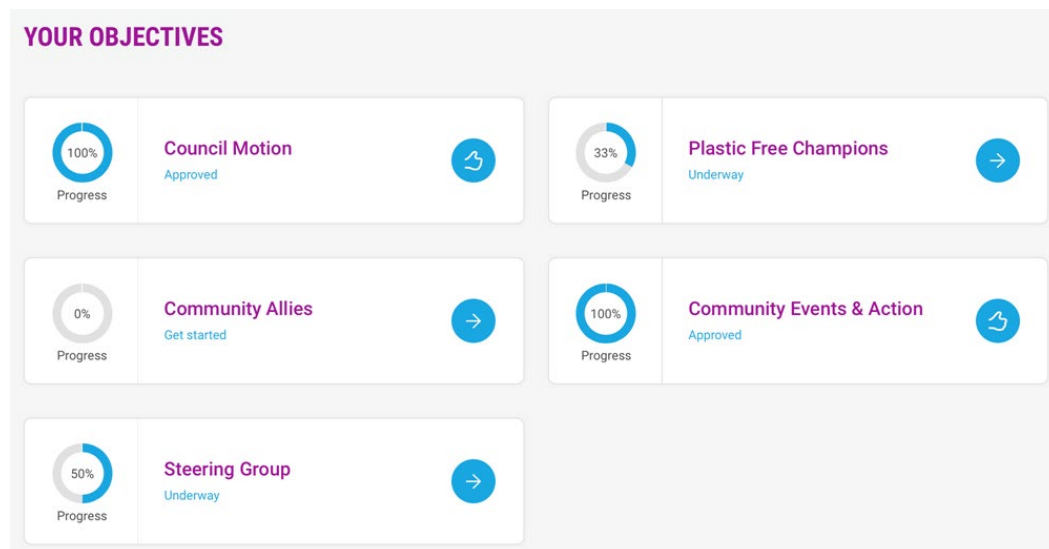 YOUR OBJECTIVES
100%
Progress
Council Motion
Approved
33%
Progress
Plastic Free Champions
Underway
0%
Progress
Community Allies
Get started
100%
Progress
Community Events & Action
Approved
50%
Progress
Steering Group
Underway